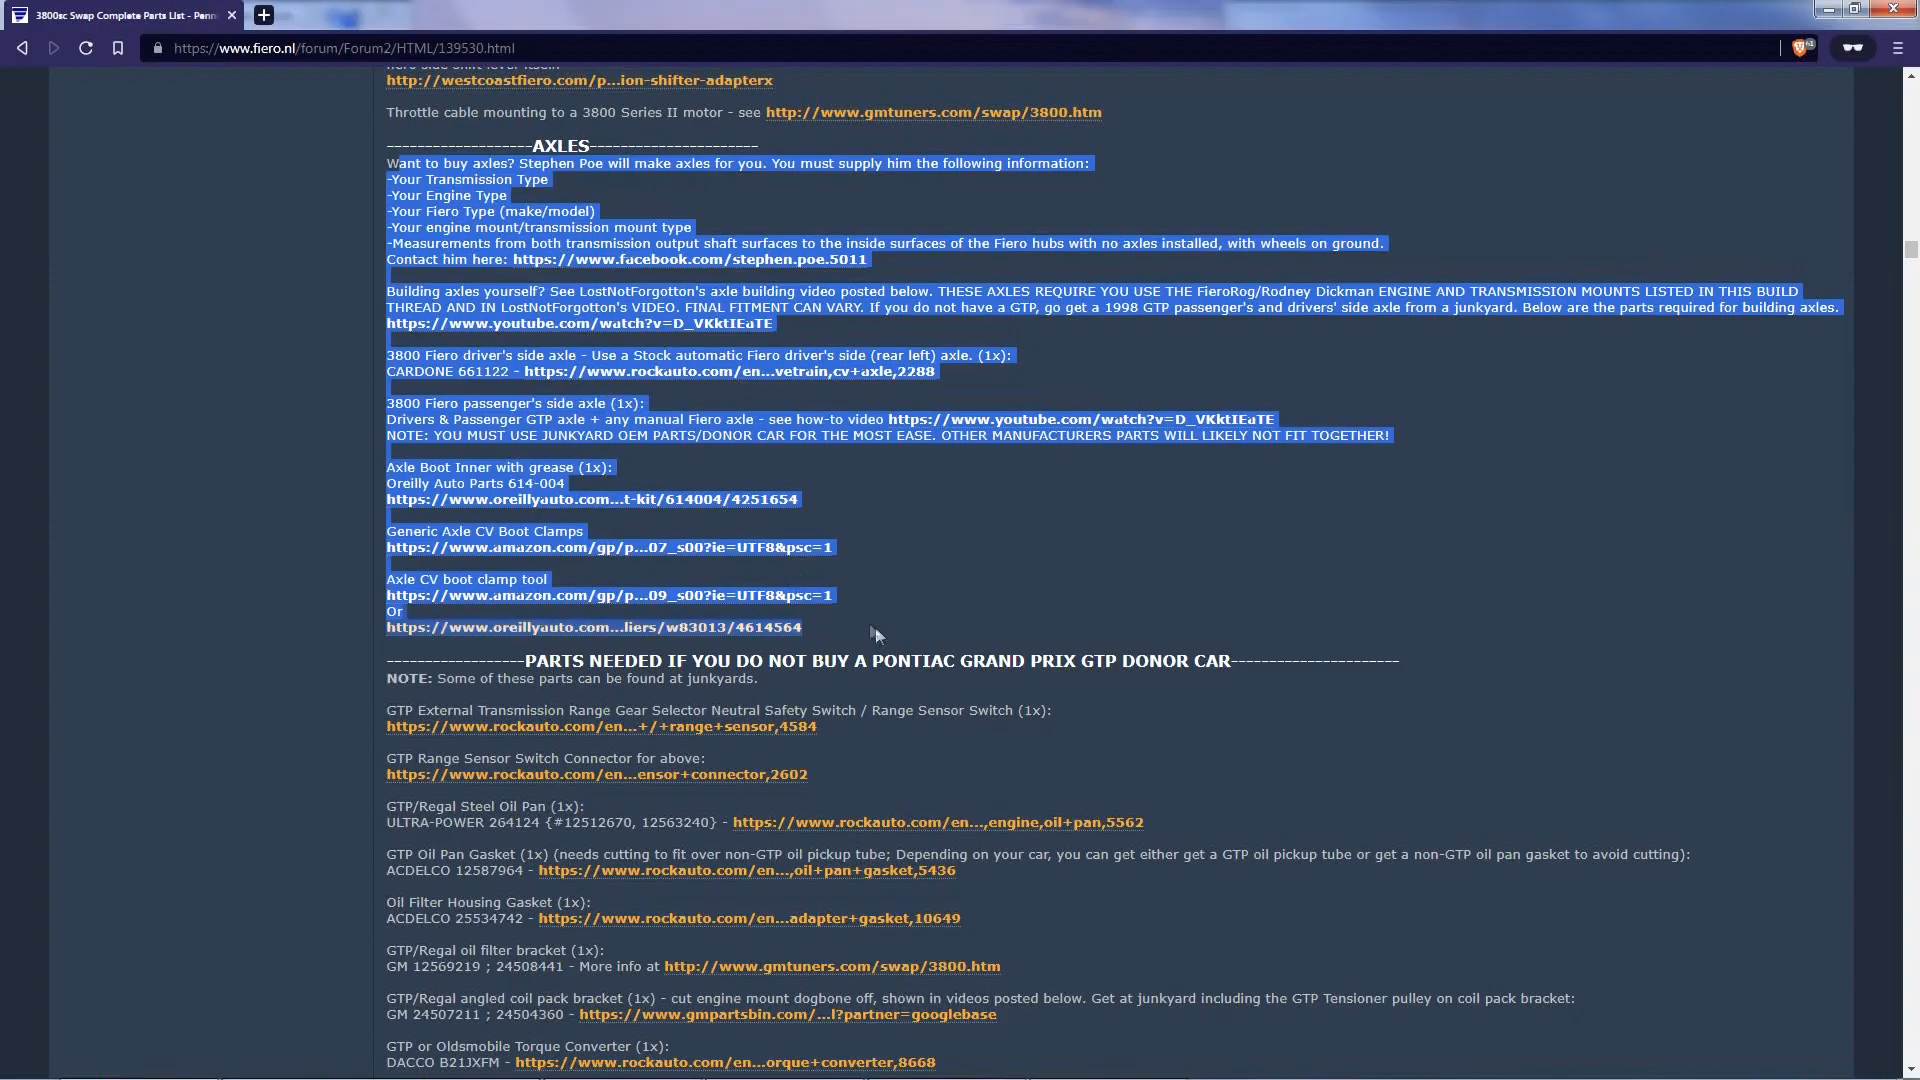 3800sc Swap Complete Parts List - Penn
https://www.fiero.nl/forum/Forum2/HTML/139530.html
http://westcoastfiero.com/p...ion-shifter-adapterx
Throttle cable mounting to a 3800 Series II motor - see http://www.gmtuners.com/swap/3800.htm
-------------------AXLES----------------------
Want to buy axles? Stephen Poe will make axles for you. You must supply him the following information:
-Your Transmission Type
-Your Engine Type
-Your Fiero Type (make/model)
-Your engine mount/transmission mount type
-Measurements from both transmission output shaft surfaces to the inside surfaces of the Fiero hubs with no axles installed, with wheels on ground.
Contact him here: https://www.facebook.com/stephen.poe.5011
Building axles yourself? See LostNotForgotton's axle building video posted below. THESE AXLES REQUIRE YOU USE THE FieroRog/Rodney Dickman ENGINE AND TRANSMISSION MOUNTS LISTED IN THIS BUILD
THREAD AND IN LostNotForgotton's VIDEO. FINAL FITMENT CAN VARY. If you do not have a GTP, go get a 1998 GTP passenger's and drivers' side axle from a junkyard. Below are the parts required for building axles.
https://www.youtube.com/watch?v=D_VKktIEaTE
3800 Fiero driver's side axle - Use a Stock automatic Fiero driver's side (rear left) axle. (1x):
CARDONE 661122 - https://www.rockauto.com/en...vetrain,cv+axle,2288
3800 Fiero passenger's side axle (1x):
Drivers & Passenger GTP axle + any manual Fiero axle - see how-to video https://www.youtube.com/watch?v=D_VKktIEaTE
NOTE: YOU MUST USE JUNKYARD OEM PARTS/DONOR CAR FOR THE MOST EASE. OTHER MANUFACTURERS PARTS WILL LIKELY NOT FIT TOGETHER!
Axle Boot Inner with grease (1x):
Oreilly Auto Parts 614-004
https://www.oreillyauto.com...t-kit/614004/4251654
Generic Axle CV Boot Clamps
https://www.amazon.com/gp/p...07_s00?ie=UTF8&psc=1
Axle CV boot clamp tool
https://www.amazon.com/gp/p...09_s00?ie=UTF8&psc=1
Or
https://www.oreillyauto.com...liers/w83013/4614564
------------------PARTS NEEDED IF YOU DO NOT BUY A PONTIAC GRAND PRIX GTP DONOR CAR----------------------
NOTE: Some of these parts can be found at junkyards.
GTP External Transmission Range Gear Selector Neutral Safety Switch / Range Sensor Switch (1x):
https://www.rockauto.com/en...+/+range+sensor,4584
GTP Range Sensor Switch Connector for above:
https://www.rockauto.com/en...ensor+connector,2602
GTP/Regal Steel Oil Pan (1x):
ULTRA-POWER 264124 {#12512670, 12563240} - https://www.rockauto.com/en...,engine,oil+pan,5562
GTP Oil Pan Gasket (1x) (needs cutting to fit over non-GTP oil pickup tube; Depending on your car, you can get either get a GTP oil pickup tube or get a non-GTP oil pan gasket to avoid cutting):
ACDELCO 12587964 - https://www.rockauto.com/en...,oil+pan+gasket,5436
Oil Filter Housing Gasket (1x):
ACDELCO 25534742 - https://www.rockauto.com/en...adapter+gasket,10649
GTP/Regal oil filter bracket (1x):
GM 12569219 ; 24508441 - More info at http://www.gmtuners.com/swap/3800.htm
GTP/Regal angled coil pack bracket (1x) - cut engine mount dogbone off, shown in videos posted below. Get at junkyard including the GTP Tensioner pulley on coil pack bracket:
GM 24507211 ; 24504360 - https://www.gmpartsbin.com/...l?partner=googlebase
GTP or Oldsmobile Torque Converter (1x):
DACCO B21JXFM - https://www.rockauto.com/en...orque+converter,8668